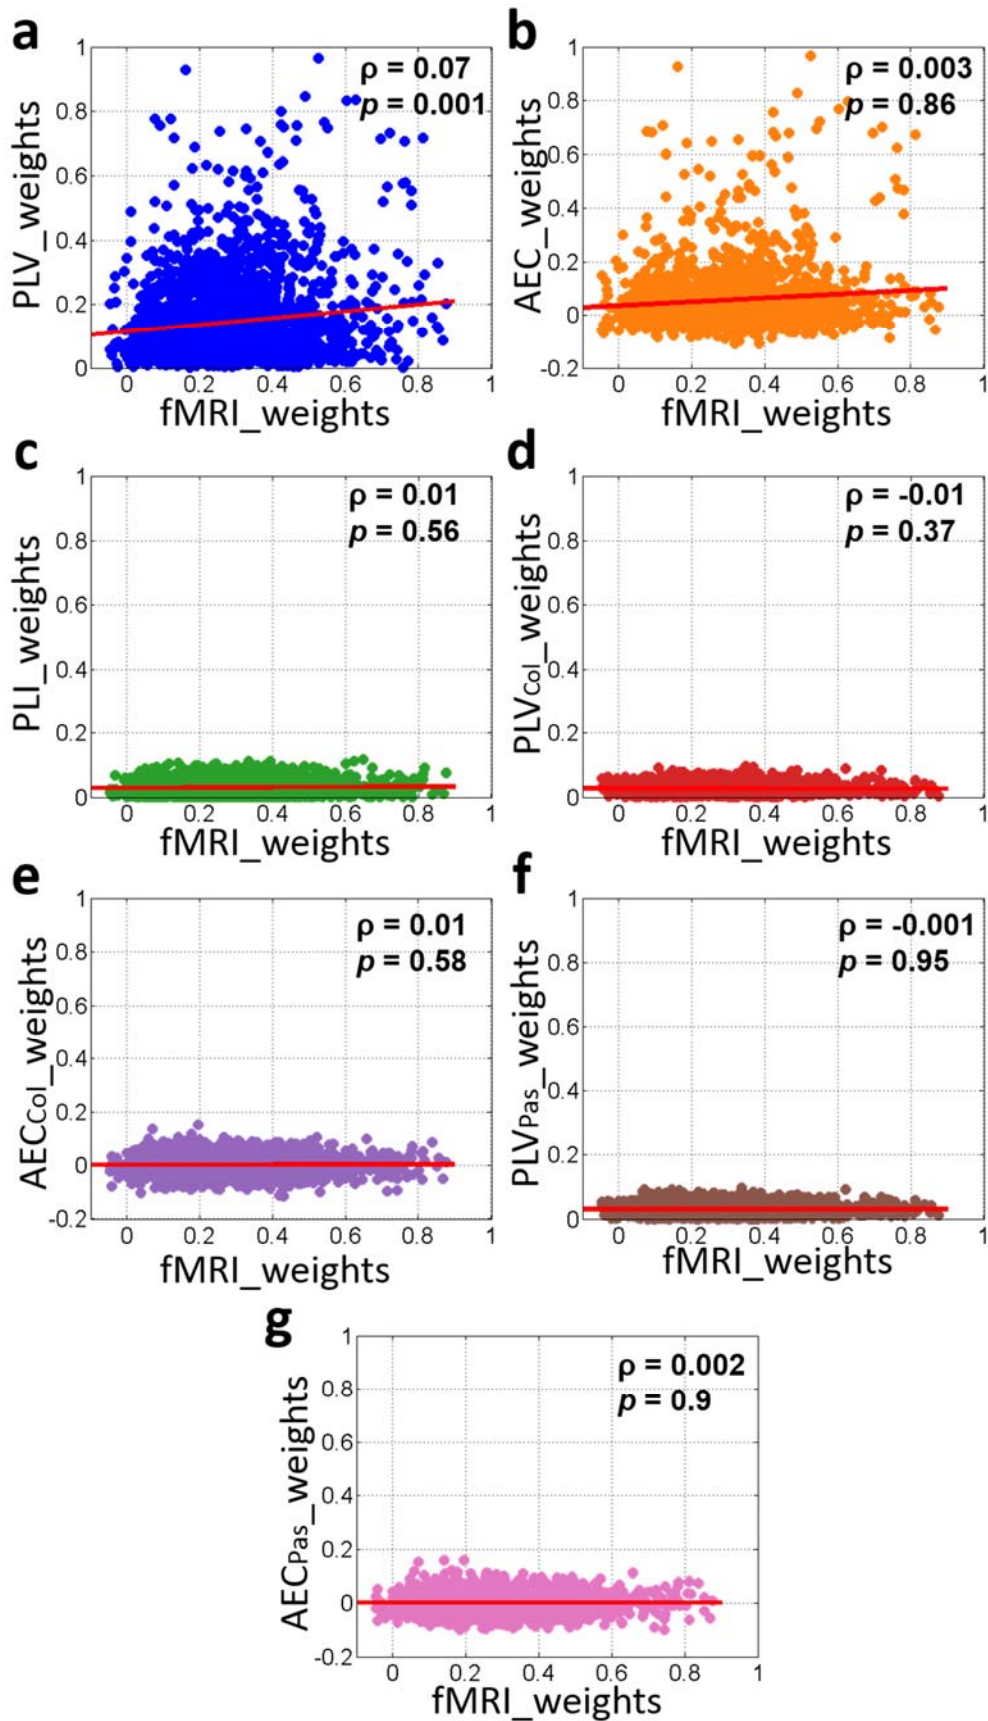 a
ρ = 0.07
p = 0.001
PLV_weights
1
0.8
0.6
0.4
0.2
0
0 0.2 0.4 0.6 0.8 1
fMRI_weights
b
ρ = 0.003
p = 0.86
AEC_weights
1
0.8
0.6
0.4
0.2
0
-0.2
0 0.2 0.4 0.6 0.8 1
fMRI_weights
c
ρ = 0.01
p = 0.56
PLI_weights
1
0.8
0.6
0.4
0.2
0
0 0.2 0.4 0.6 0.8 1
fMRI_weights
d
ρ = -0.01
p = 0.37
PLVCol_weights
1
0.8
0.6
0.4
0.2
0
0 0.2 0.4 0.6 0.8 1
fMRI_weights
e
ρ = 0.01
p = 0.58
AECCol_weights
1
0.8
0.6
0.4
0.2
0
-0.2
0 0.2 0.4 0.6 0.8 1
fMRI_weights
f
ρ = -0.001
p = 0.95
PLVPas_weights
1
0.8
0.6
0.4
0.2
0
0 0.2 0.4 0.6 0.8 1
fMRI_weights
g
ρ = 0.002
p = 0.9
AECPas_weights
1
0.8
0.6
0.4
0.2
0
-0.2
0 0.2 0.4 0.6 0.8 1
fMRI_weights